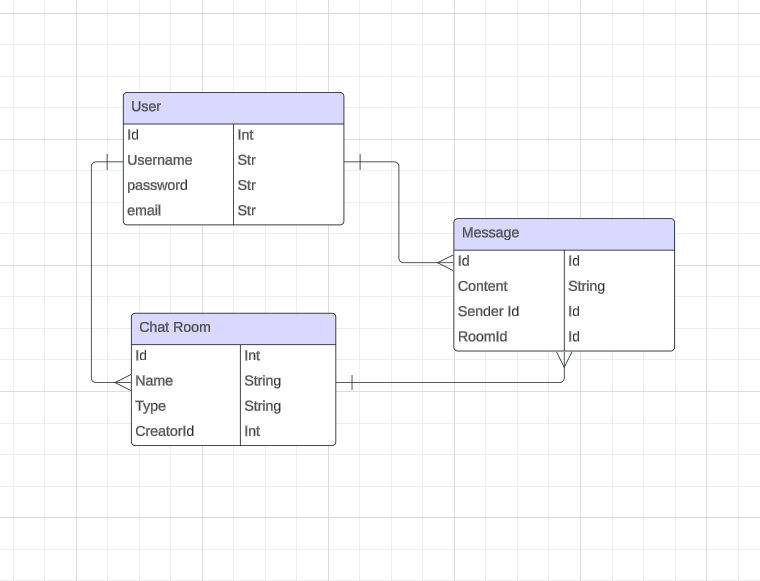 User
Id Int
Username Str
password Str
email Str
Message
Id Id
Content String
Sender Id Id
RoomId Id
Chat Room
Id Int
Name String
Type String
CreatorId Int